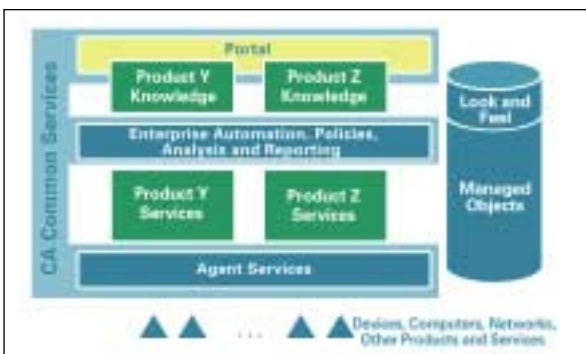 CA Common Services
Portal
Product Y
Knowledge
Product Z
Knowledge
Enterprise Automation, Policies,
Analysis and Reporting
Product Y
Services
Product Z
Services
Agent Services
Look and
Feel
Managed
Objects
...
Devices, Computers, Networks,
Other Products and Services